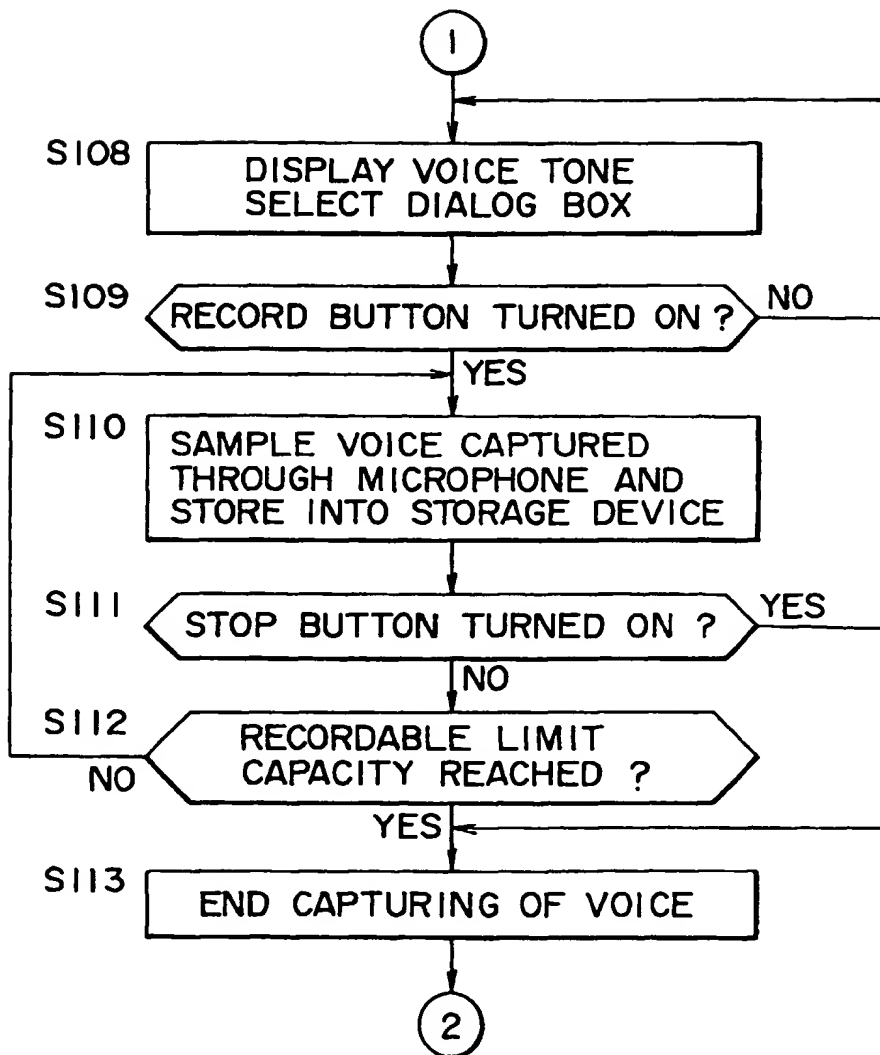 1
S108
DISPLAY VOICE TONE
SELECT DIALOG BOX
S109
RECORD BUTTON TURNED ON ?
NO
YES
S110
SAMPLE VOICE CAPTURED
THROUGH MICROPHONE AND
STORE INTO STORAGE DEVICE
S111
STOP BUTTON TURNED ON ?
YES
NO
S112
RECORDABLE LIMIT
CAPACITY REACHED ?
NO
YES
S113
END CAPTURING OF VOICE
2